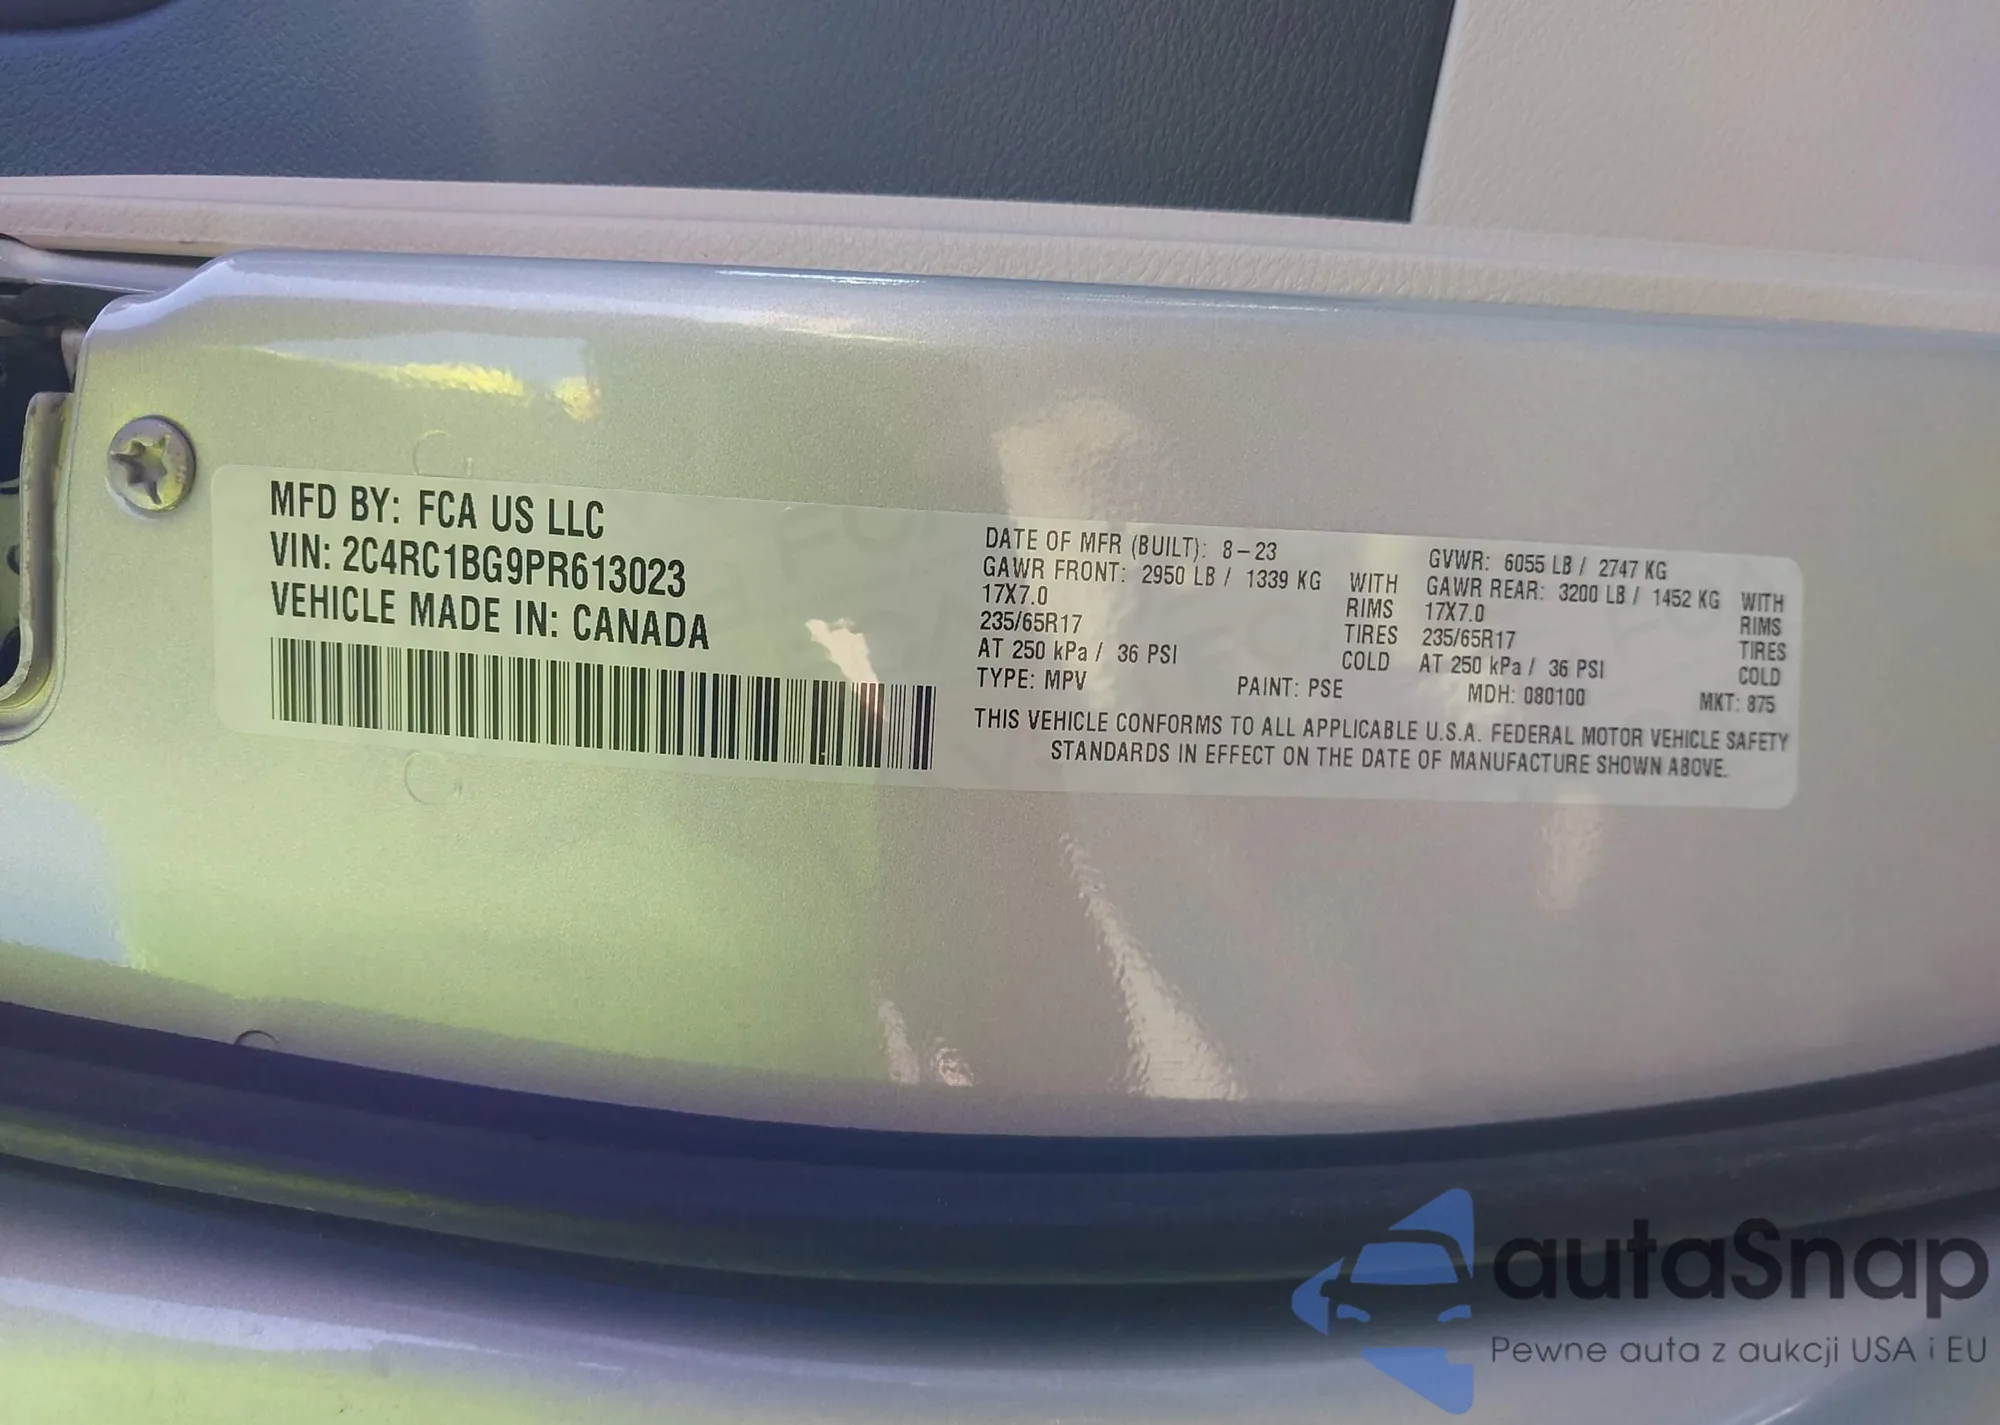 MFD BY: FCA US LLC
VIN: 2C4RC1BG9PR613023
VEHICLE MADE IN: CANADA
DATE OF MFR (BUILT): 8-23 GVWR: 6055 LB / 2747 KG
GAWR FRONT: 2950 LB / 1339 KG WITH GAWR REAR: 3200 LB / 1452 KG WITH
17X7.0 RIMS 17X7.0 RIMS
235/65R17 TIRES 235/65R17 TIRES
AT 250 kPa / 36 PSI COLD AT 250 kPa / 36 PSI COLD
TYPE: MPV PAINT: PSE MDH: 080100 MKT: 875
THIS VEHICLE CONFORMS TO ALL APPLICABLE U.S.A. FEDERAL MOTOR VEHICLE SAFETY
STANDARDS IN EFFECT ON THE DATE OF MANUFACTURE SHOWN ABOVE.
autaSnap
Pewne auta z aukcji USA i EU